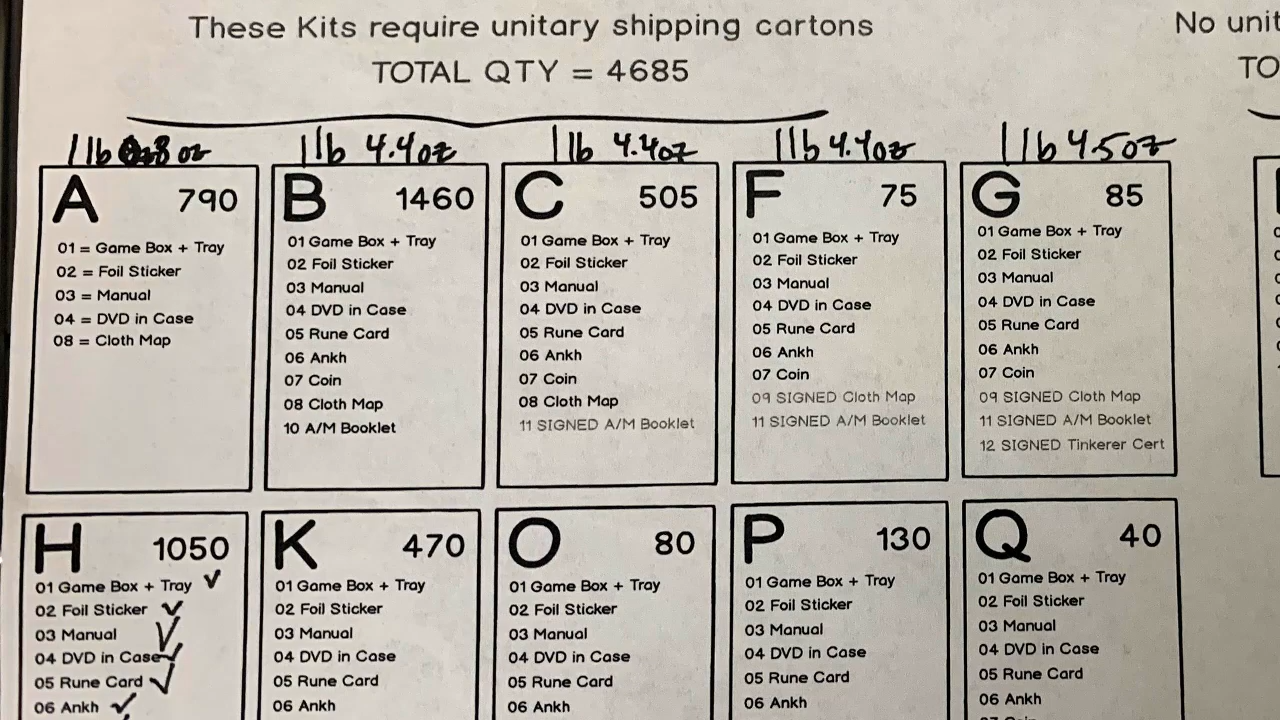 These Kits require unitary shipping cartons
TOTAL QTY = 4685
No unit
TO
1 lb 8 oz
1 lb 4.4oz
1 lb 4.4oz
1 lb 4.4oz
1 lb 4.5oz
A 790
01 = Game Box + Tray
02 = Foil Sticker
03 = Manual
04 = DVD in Case
08 = Cloth Map
B 1460
01 Game Box + Tray
02 Foil Sticker
03 Manual
04 DVD in Case
05 Rune Card
06 Ankh
07 Coin
08 Cloth Map
10 A/M Booklet
C 505
01 Game Box + Tray
02 Foil Sticker
03 Manual
04 DVD in Case
05 Rune Card
06 Ankh
07 Coin
08 Cloth Map
11 SIGNED A/M Booklet
F 75
01 Game Box + Tray
02 Foil Sticker
03 Manual
04 DVD in Case
05 Rune Card
06 Ankh
07 Coin
09 SIGNED Cloth Map
11 SIGNED A/M Booklet
G 85
01 Game Box + Tray
02 Foil Sticker
03 Manual
04 DVD in Case
05 Rune Card
06 Ankh
07 Coin
09 SIGNED Cloth Map
11 SIGNED A/M Booklet
12 SIGNED Tinkerer Cert
H 1050
01 Game Box + Tray
02 Foil Sticker
03 Manual
04 DVD in Case
05 Rune Card
06 Ankh
K 470
01 Game Box + Tray
02 Foil Sticker
03 Manual
04 DVD in Case
05 Rune Card
06 Ankh
O 80
01 Game Box + Tray
02 Foil Sticker
03 Manual
04 DVD in Case
05 Rune Card
06 Ankh
P 130
01 Game Box + Tray
02 Foil Sticker
03 Manual
04 DVD in Case
05 Rune Card
06 Ankh
Q 40
01 Game Box + Tray
02 Foil Sticker
03 Manual
04 DVD in Case
05 Rune Card
06 Ankh